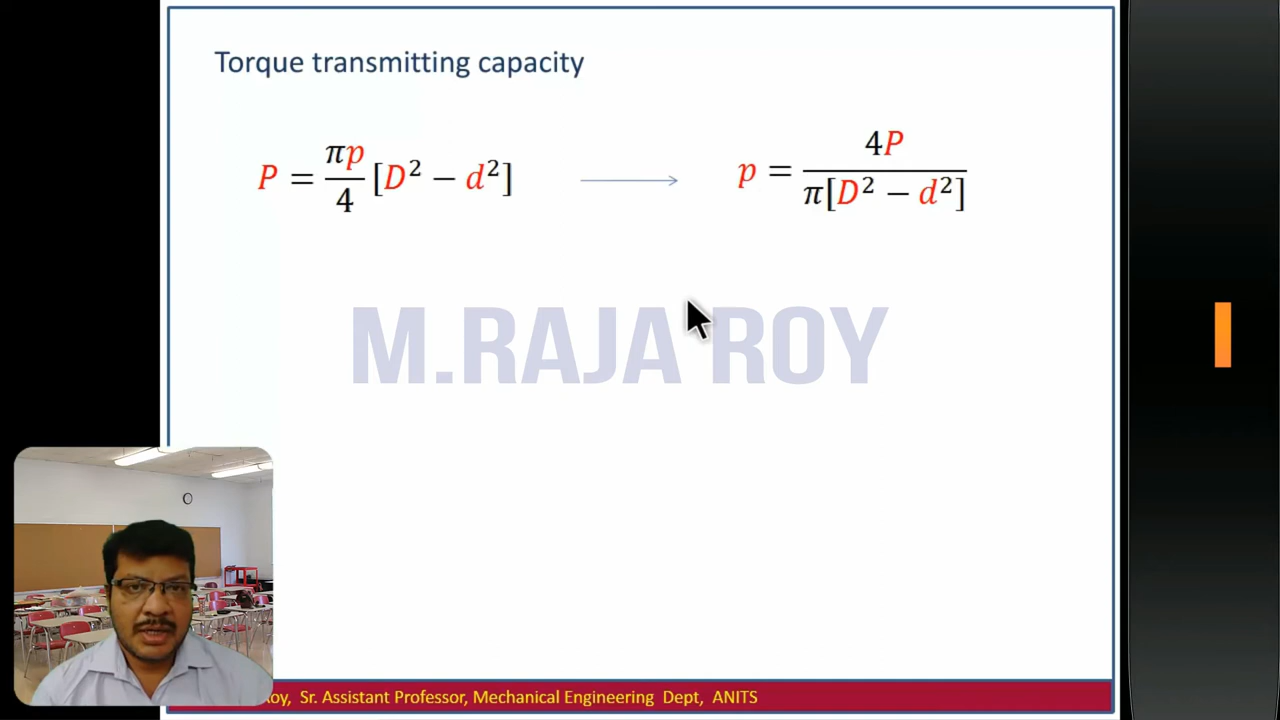 Torque transmitting capacity
P = πp/4 [D² − d²] ⟶ p = 4P/π[D² − d²]
M.RAJA ROY
Roy, Sr. Assistant Professor, Mechanical Engineering Dept, ANITS